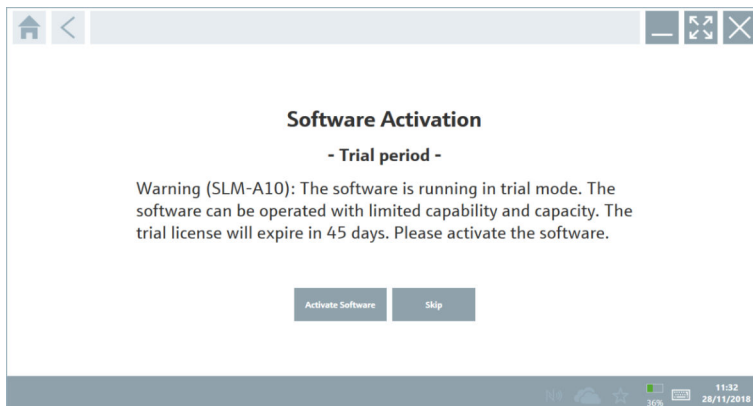 Software Activation
- Trial period -
Warning (SLM-A10): The software is running in trial mode. The
software can be operated with limited capability and capacity. The
trial license will expire in 45 days. Please activate the software.
Activate Software
Skip
N4
36%
11:32
28/11/2018